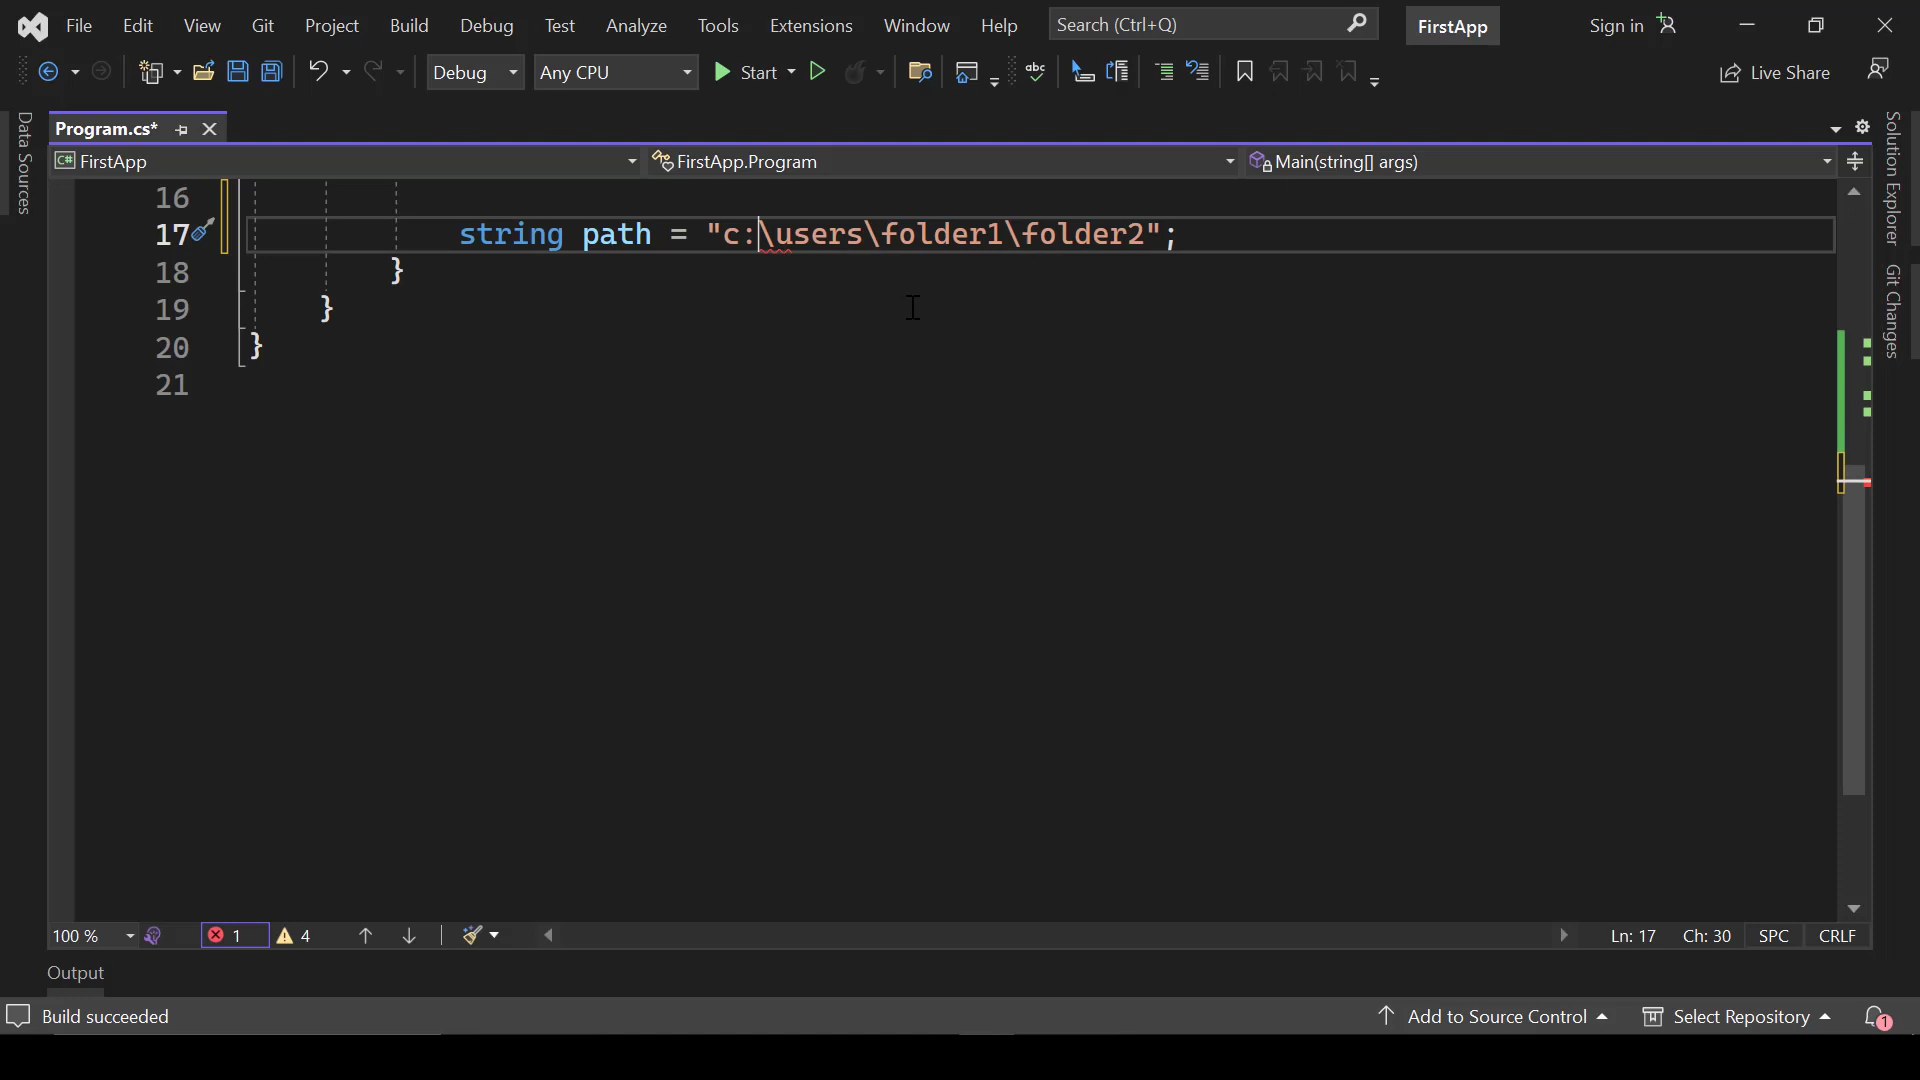 File Edit View Git Project Build Debug Test Analyze Tools Extensions Window Help Search (Ctrl+Q) FirstApp Sign in
Debug Any CPU Start abc Live Share
Data Sources
Program.cs*
C# FirstApp FirstApp.Program Main(string[] args)
16
17 string path = "c:\users\folder1\folder2";
18 }
19 }
20 }
21
Solution Explorer
Git Changes
100 % 1 4 Ln: 17 Ch: 30 SPC CRLF
Output
Build succeeded Add to Source Control Select Repository 1